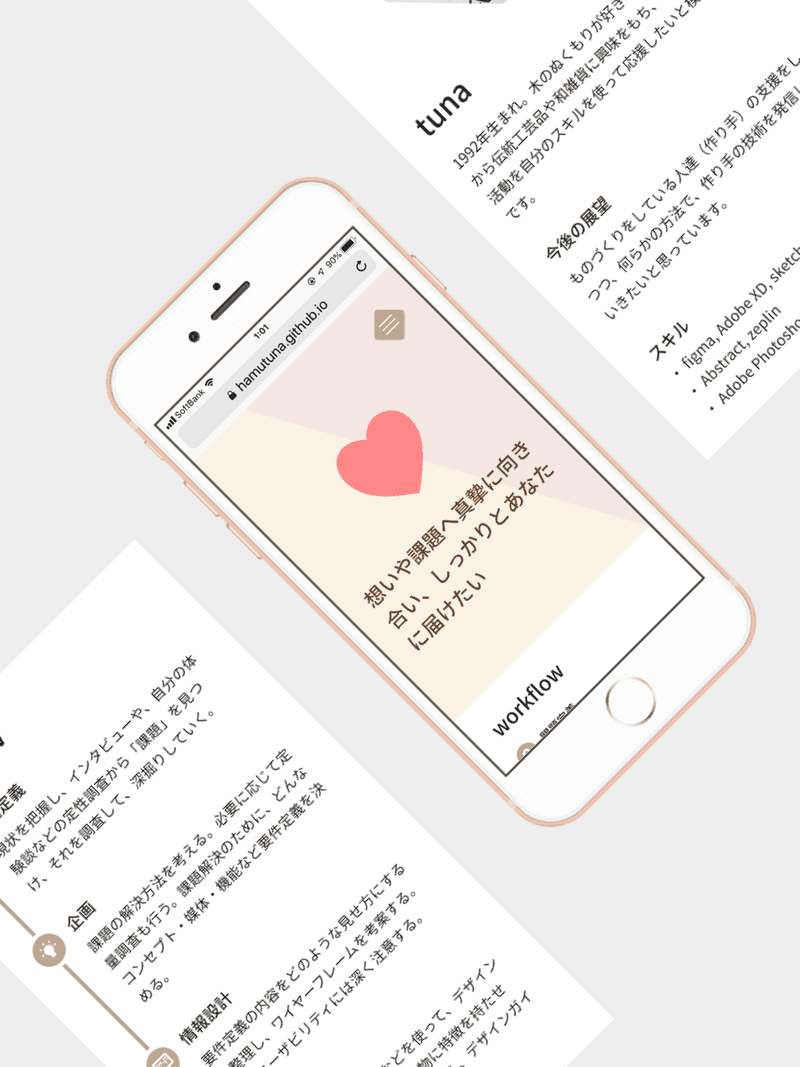 tuna
1992年生まれ。木のぬくもりが好き
から伝統工芸品や和雑貨に興味をもち、
活動を自分のスキルを使って応援したいと模
です。
今後の展望
ものづくりをしている人達（作り手）の支援をし
つつ、何らかの方法で、作り手の技術を発信し
いきたいと思っています。
スキル
• figma, Adobe XD, sketch
• Abstract, zeplin
• Adobe Photosho
SoftBank
1:01
90%
hamutuna.github.io
想いや課題へ真摯に向き
合い、しっかりとあなた
に届けたい
workflow
課題定義
定義
現状を把握し、インタビューや、自分の体
験談などの定性調査から「課題」を見つ
け、それを調査して、深掘りしていく。
企画
課題の解決方法を考える。必要に応じて定
量調査も行う。課題解決のために、どんな
コンセプト・媒体・機能など要件定義を決
める。
情報設計
要件定義の内容をどのような見せ方にする
整理し、ワイヤーフレームを考案する。
ーザビリティには深く注意する。
などを使って、デザイン
物に特徴を持たせ
、デザインガイ